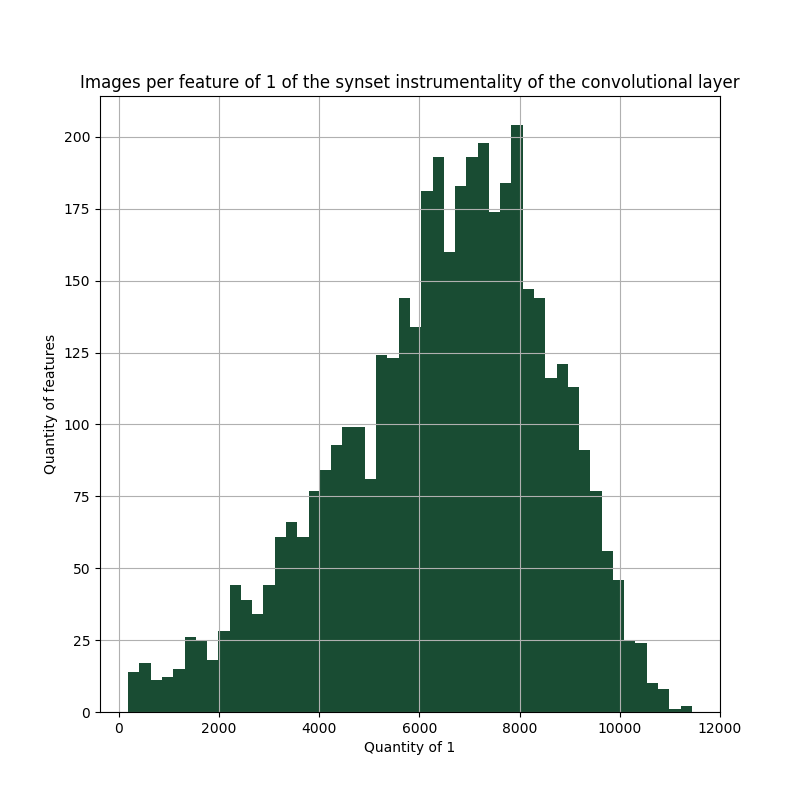 Images per feature of 1 of the synset instrumentality of the convolutional layer
200
175
150
125
100
75
50
25
0
Quantity of features
0 2000 4000 6000 8000 10000 12000
Quantity of 1